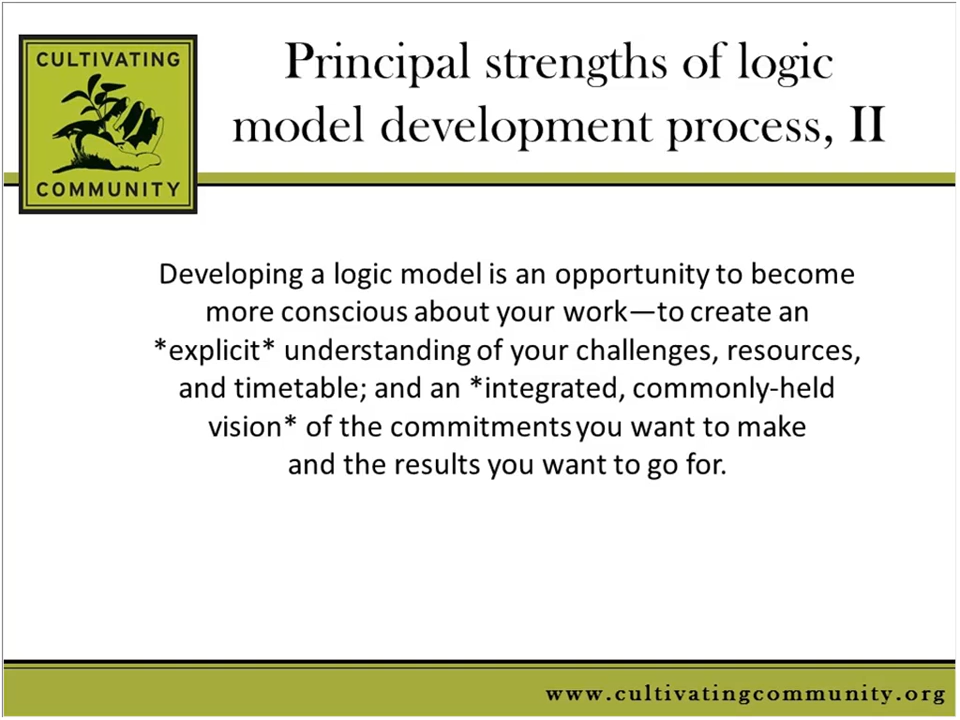 CULTIVATING
COMMUNITY
Principal strengths of logic
model development process, II
Developing a logic model is an opportunity to become
more conscious about your work—to create an
*explicit* understanding of your challenges, resources,
and timetable; and an *integrated, commonly-held
vision* of the commitments you want to make
and the results you want to go for.
www.cultivatingcommunity.org